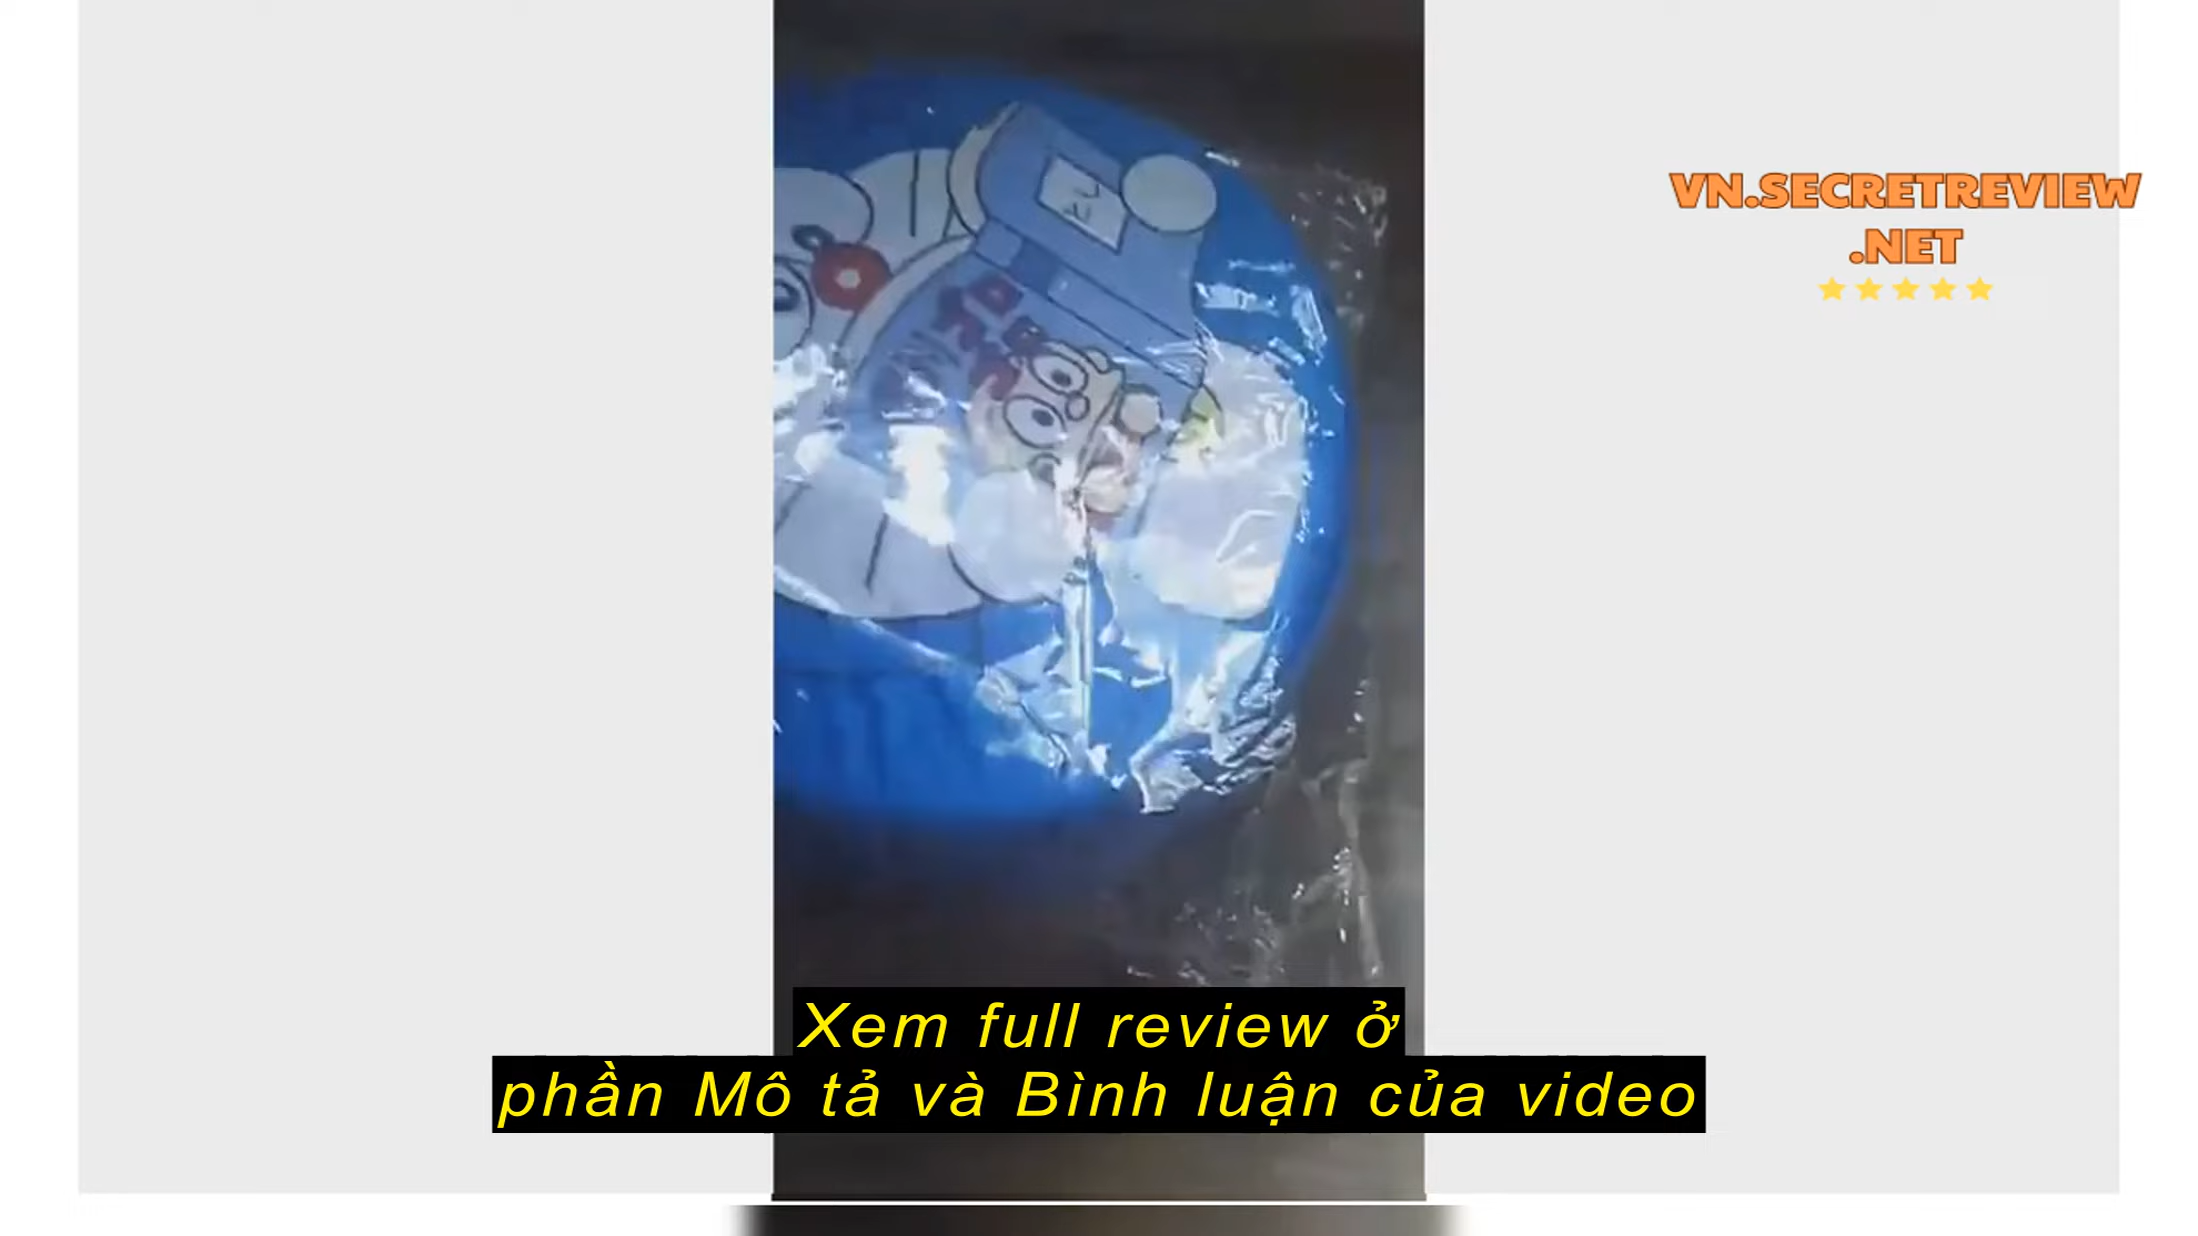 VN.SECRETREVIEW
.NET
Xem full review ở
phần Mô tả và Bình luận của video